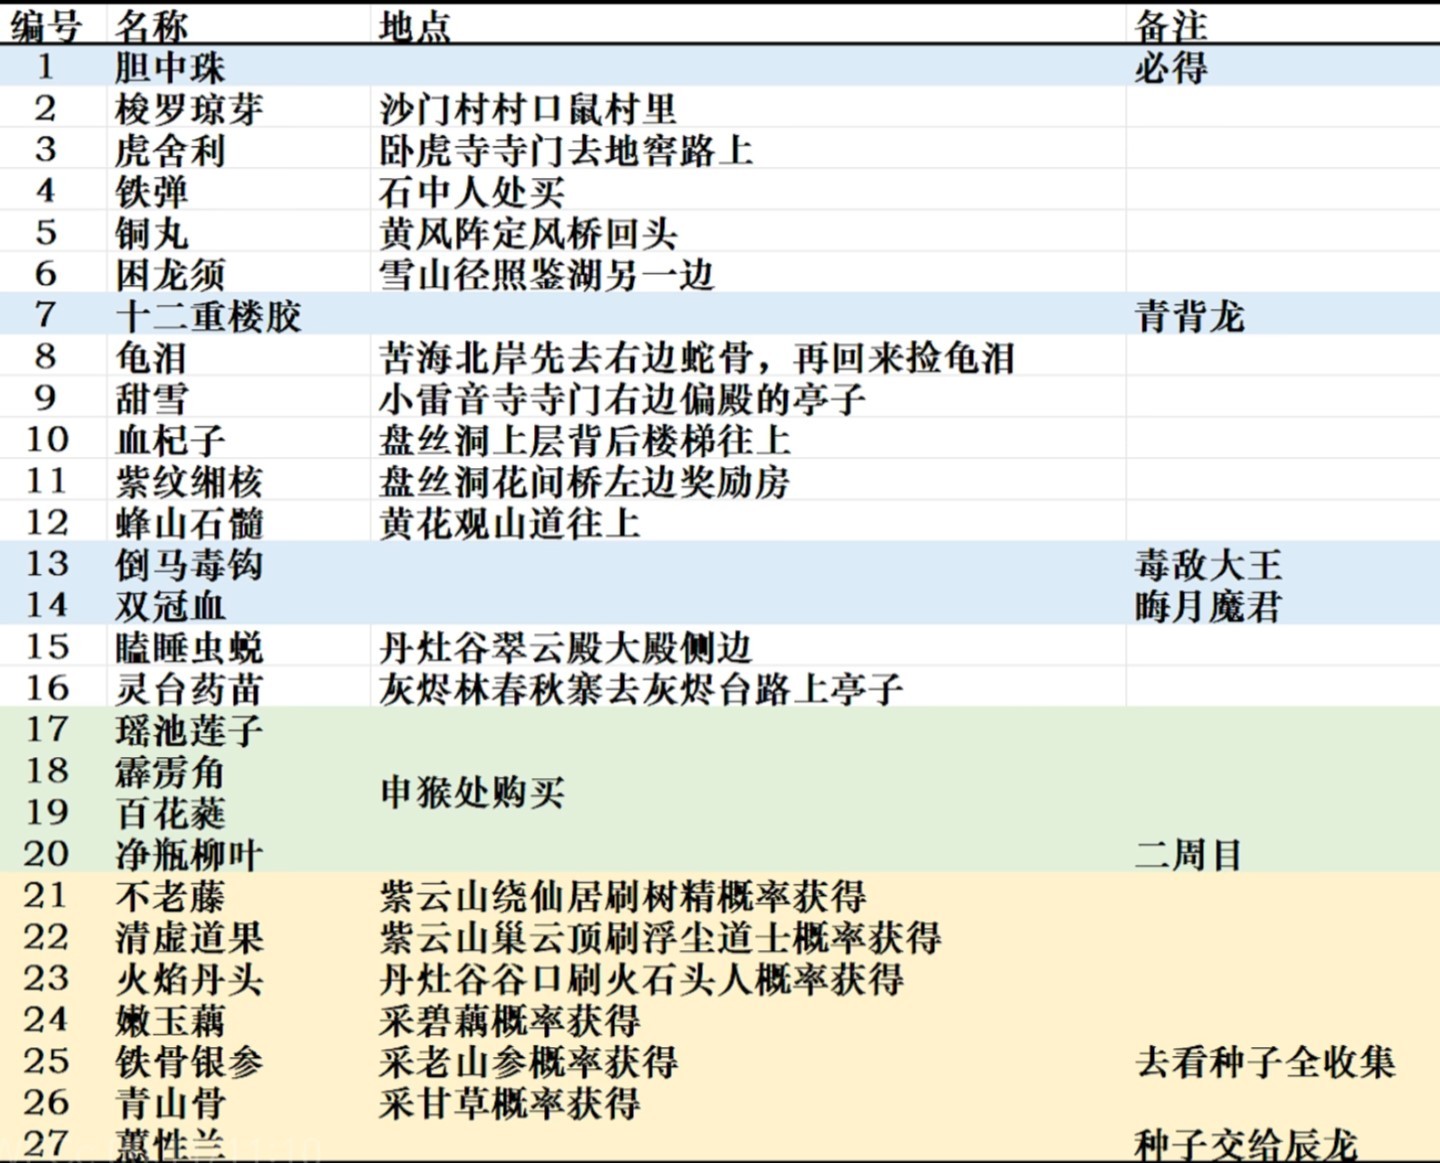 编号 名称 地点 备注
1 胆中珠 必得
2 梭罗琼芽 沙门村村口鼠村里
3 虎舍利 卧虎寺寺门去地窖路上
4 铁弹 石中人处买
5 铜丸 黄风阵定风桥回头
6 困龙须 雪山径照鉴湖另一边
7 十二重楼胶 青背龙
8 龟泪 苦海北岸先去右边蛇骨，再回来捡龟泪
9 甜雪 小雷音寺寺门右边偏殿的亭子
10 血杞子 盘丝洞上层背后楼梯往上
11 紫纹缃核 盘丝洞花间桥左边奖励房
12 蜂山石髓 黄花观山道往上
13 倒马毒钩 毒敌大王
14 双冠血 晦月魔君
15 瞌睡虫蜕 丹灶谷翠云殿大殿侧边
16 灵台药苗 灰烬林春秋寨去灰烬台路上亭子
17 瑶池莲子
18 霹雳角
申猴处购买
19 百花蕤
20 净瓶柳叶 二周目
21 不老藤 紫云山绕仙居刷树精概率获得
22 清虚道果 紫云山巢云顶刷浮尘道士概率获得
23 火焰丹头 丹灶谷谷口刷火石头人概率获得
24 嫩玉藕 采碧藕概率获得
25 铁骨银参 采老山参概率获得 去看种子全收集
26 青山骨 采甘草概率获得
27 蕙性兰 种子交给辰龙